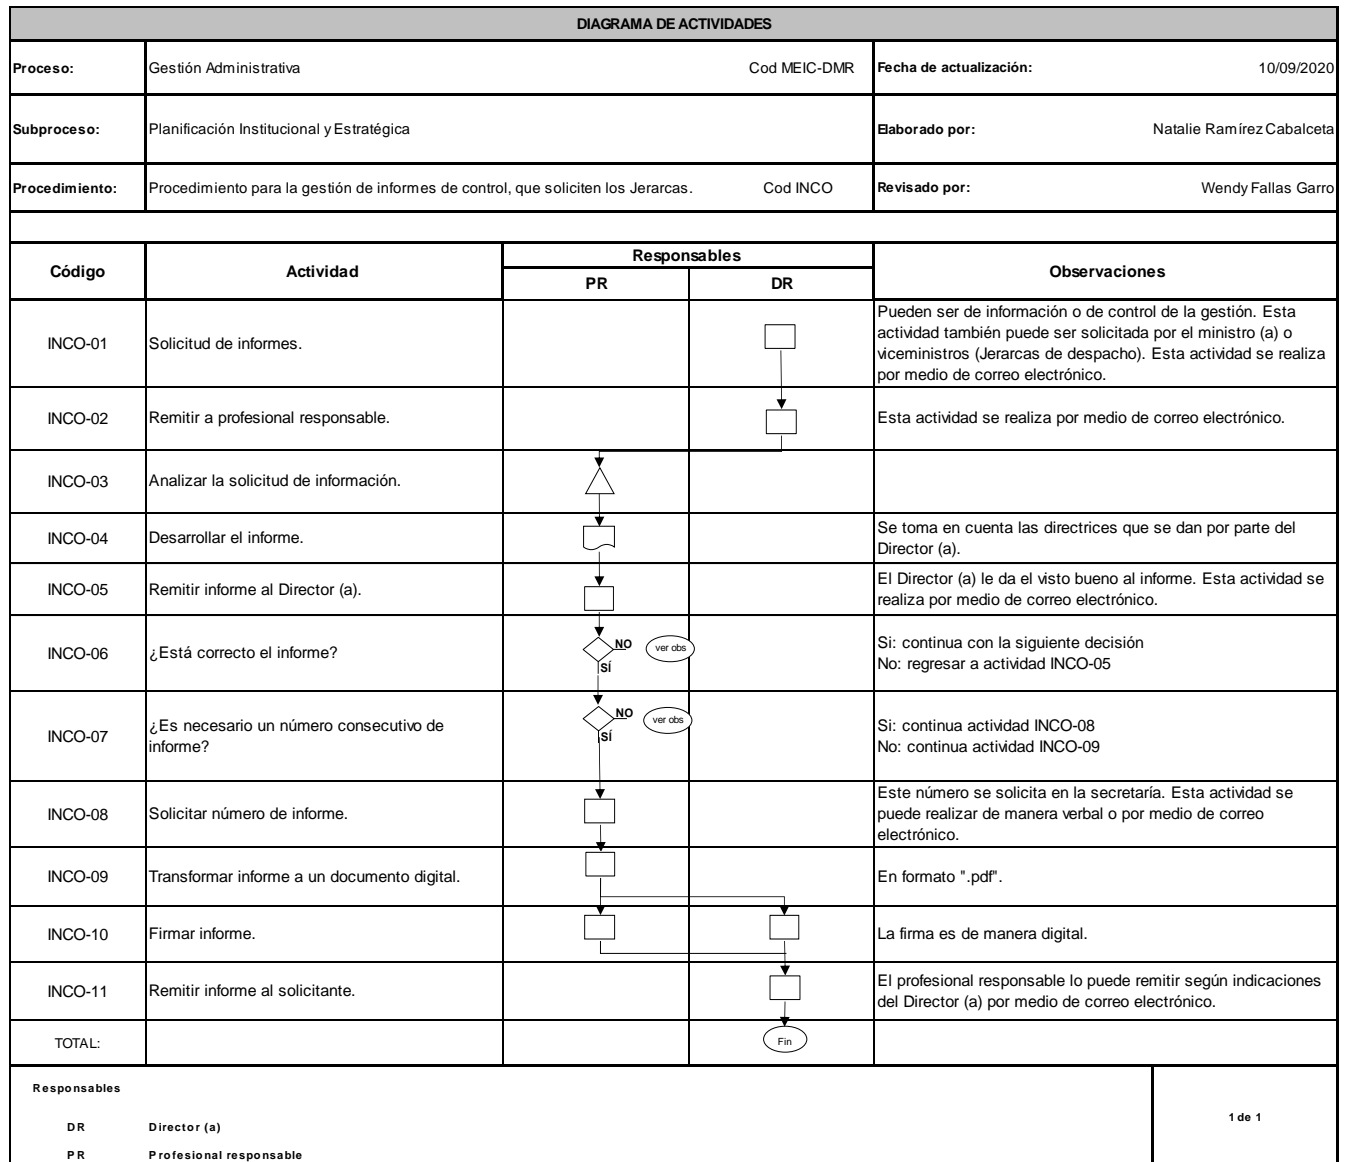 DIAGRAMA DE ACTIVIDADES
Proceso: Gestión Administrativa Cod MEIC-DMR Fecha de actualización: 10/09/2020
Subproceso: Planificación Institucional y Estratégica Elaborado por: Natalie Ramírez Cabalceta
Procedimiento: Procedimiento para la gestión de informes de control, que soliciten los Jerarcas. Cod INCO Revisado por: Wendy Fallas Garro
Código Actividad Responsables Observaciones
PR DR
INCO-01 Solicitud de informes.
Pueden ser de información o de control de la gestión. Esta
actividad también puede ser solicitada por el ministro (a) o
viceministros (Jerarcas de despacho). Esta actividad se realiza
por medio de correo electrónico.
INCO-02 Remitir a profesional responsable. Esta actividad se realiza por medio de correo electrónico.
INCO-03 Analizar la solicitud de información.
INCO-04 Desarrollar el informe.
Se toma en cuenta las directrices que se dan por parte del
Director (a).
INCO-05 Remitir informe al Director (a).
El Director (a) le da el visto bueno al informe. Esta actividad se
realiza por medio de correo electrónico.
INCO-06 ¿Está correcto el informe?
NO ver obs
SÍ
Si: continua con la siguiente decisión
No: regresar a actividad INCO-05
INCO-07 ¿Es necesario un número consecutivo de
informe?
NO ver obs
SÍ
Si: continua actividad INCO-08
No: continua actividad INCO-09
INCO-08 Solicitar número de informe.
Este número se solicita en la secretaría. Esta actividad se
puede realizar de manera verbal o por medio de correo
electrónico.
INCO-09 Transformar informe a un documento digital. En formato ".pdf".
INCO-10 Firmar informe. La firma es de manera digital.
INCO-11 Remitir informe al solicitante.
El profesional responsable lo puede remitir según indicaciones
del Director (a) por medio de correo electrónico.
TOTAL: Fin
Responsables
DR Director (a)
PR Profesional responsable
1 de 1